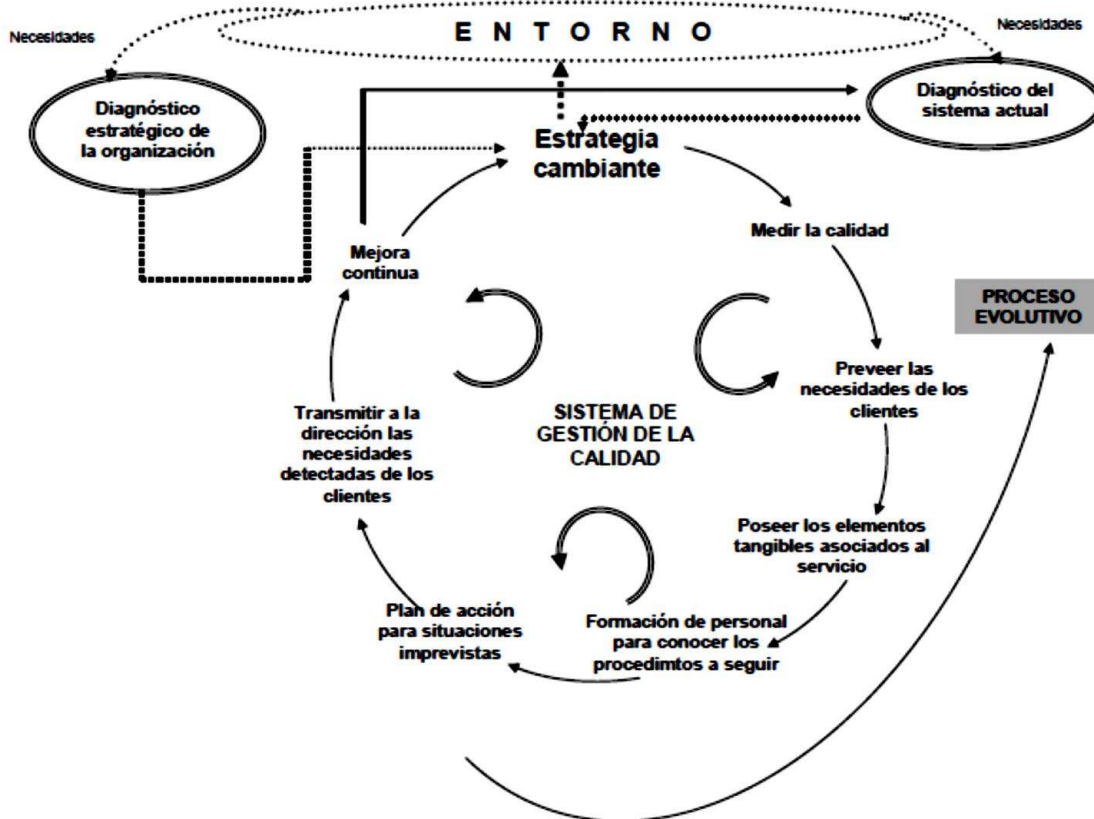 E N T O R N O
Necesidades
Necesidades
Diagnóstico
estratégico de
la organización
Diagnóstico del
sistema actual
Estrategia
cambiante
Medir la calidad
Mejora
continua
PROCESO
EVOLUTIVO
Preveer las
necesidades de los
clientes
SISTEMA DE
GESTIÓN DE LA
CALIDAD
Transmitir a la
dirección las
necesidades
detectadas de los
clientes
Poseer los elementos
tangibles asociados al
servicio
Plan de acción
para situaciones
imprevistas
Formación de personal
para conocer los
procedimtos a seguir